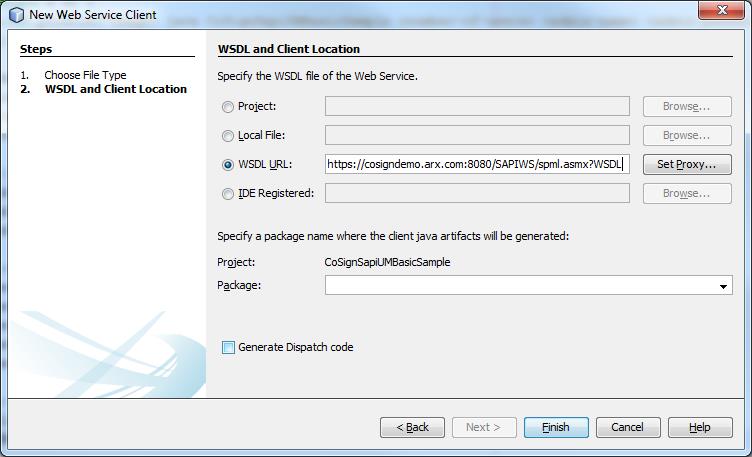 New Web Service Client
Steps
1. Choose File Type
2. WSDL and Client Location
WSDL and Client Location
Specify the WSDL file of the Web Service.
Project:
Browse...
Local File:
Browse...
WSDL URL:
https://cosigndemo.arx.com:8080/SAPIWS/spml.asmx?WSDL
Set Proxy...
IDE Registered:
Browse...
Specify a package name where the client java artifacts will be generated:
Project: CoSignSapiUMBasicSample
Package:
Generate Dispatch code
< Back
Next >
Finish
Cancel
Help